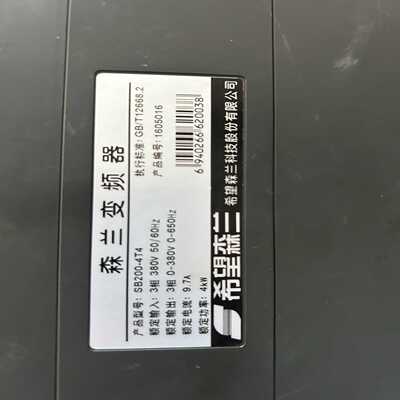 森兰变频器
产品型号: SB200-4T4
额定输入: 3相 380V 50/60Hz
额定输出: 3相 0-380V 0-650Hz
额定电流: 9.7A
额定功率: 4kW
执行标准: GB/T12668.2
产品编号: 1605016
6940266620038
希望森兰
希望森兰科技股份有限公司